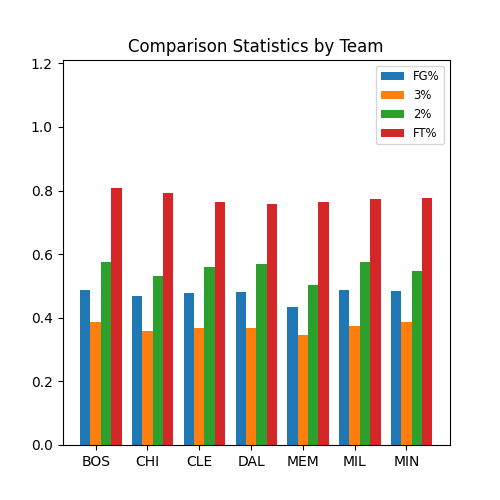 Comparison Statistics by Team
1.2
1.0
0.8
0.6
0.4
0.2
0.0
FG%
3%
2%
FT%
BOS CHI CLE DAL MEM MIL MIN